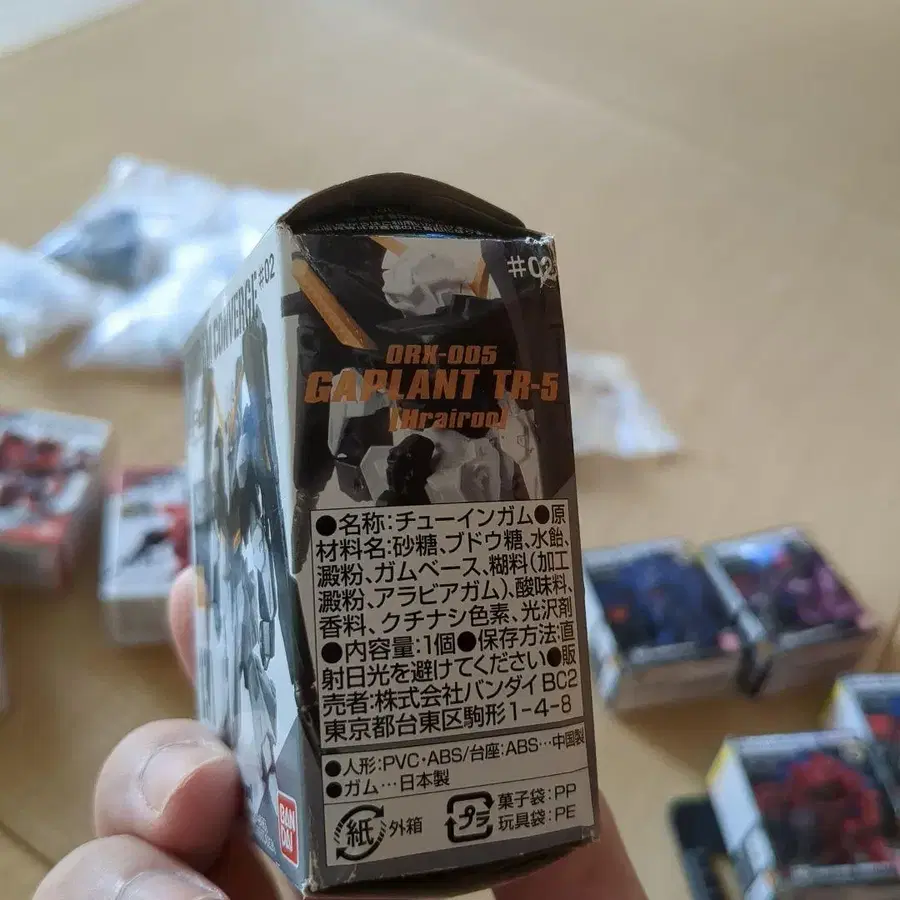 CONVERGE #02
#02
ORX-005
GAPLANT TR-5
[Hrairoo]
●名称:チューインガム●原
材料名:砂糖、ブドウ糖、水飴、
澱粉、ガムベース、糊料(加工
澱粉、アラビアガム)、酸味料、
香料、クチナシ色素、光沢剤
●内容量:1個●保存方法:直
射日光を避けてください●販
売者:株式会社バンダイ BC2
東京都台東区駒形1-4-8
●人形:PVC・ABS/台座:ABS…中国製
●ガム…日本製
紙 外箱
プラ 菓子袋:PP
玩具袋:PE
BANDAI